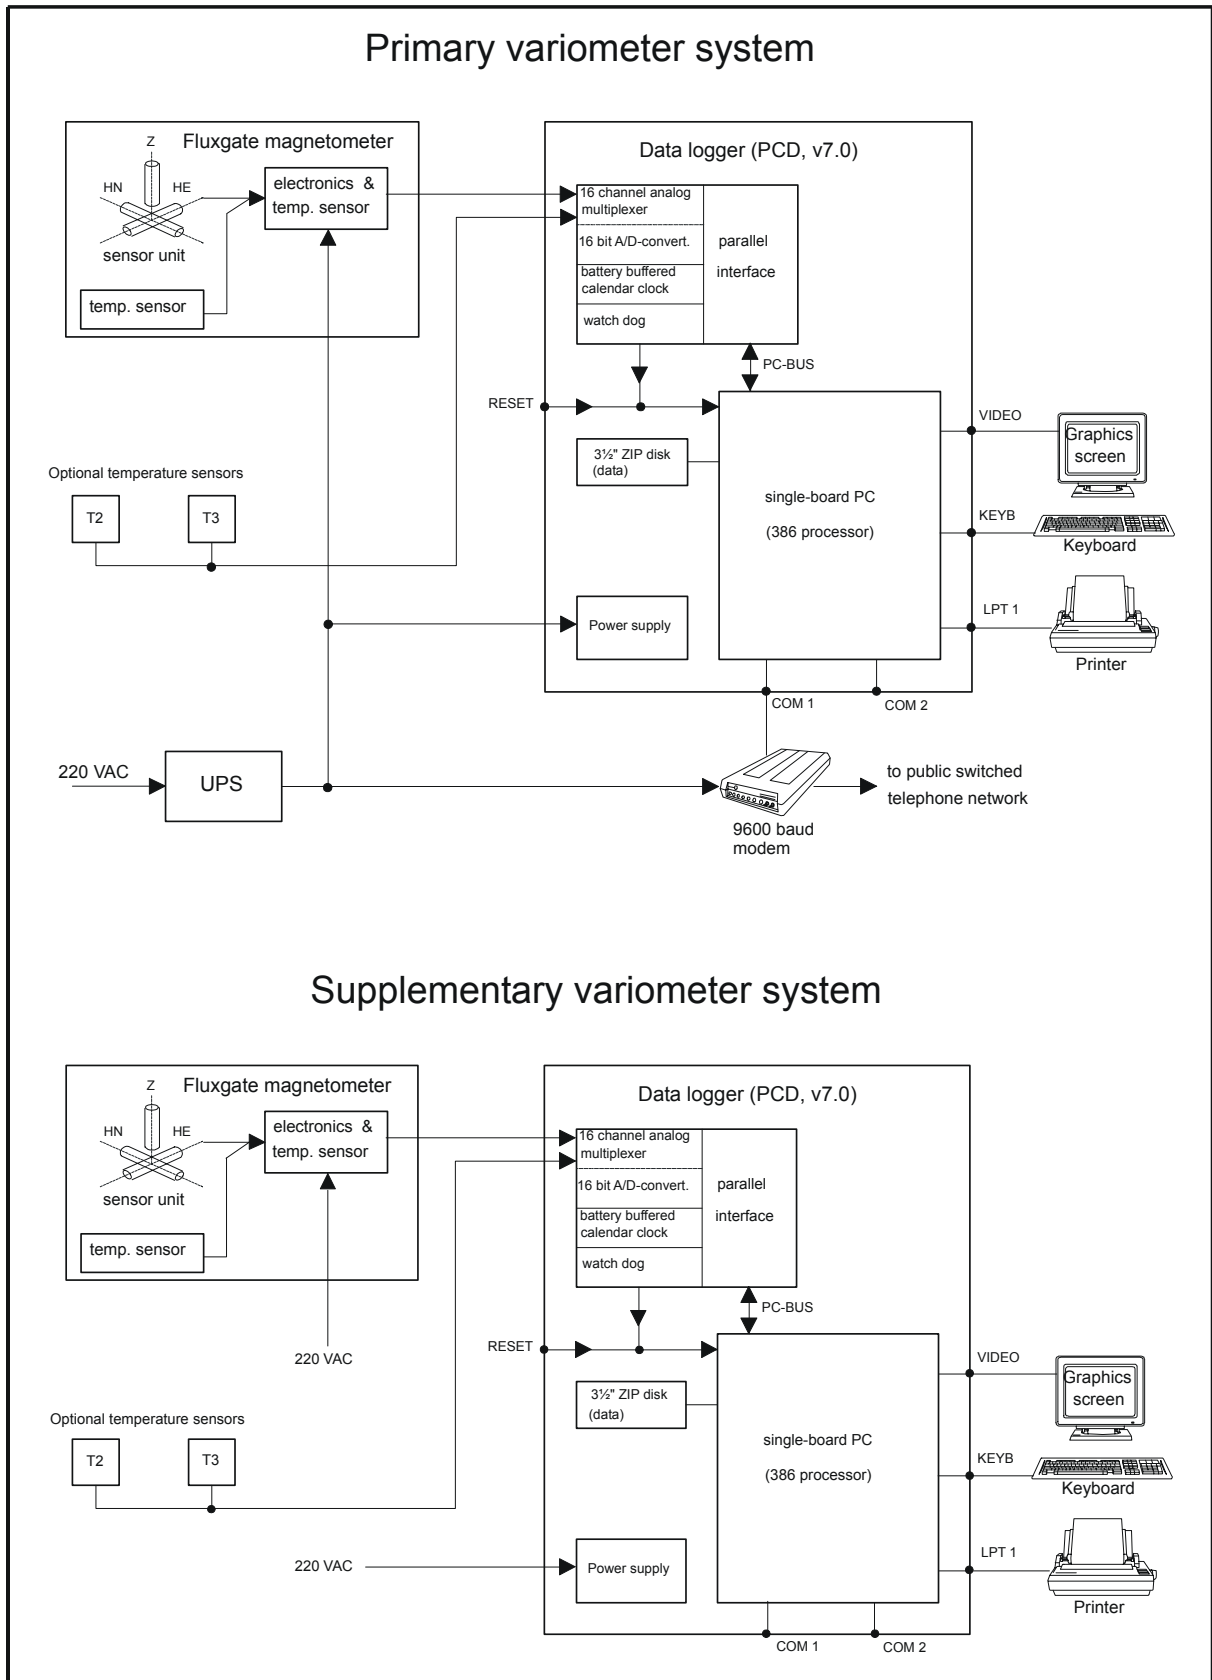 Primary variometer system
Fluxgate magnetometer
Z
HN
HE
sensor unit
electronics &
temp. sensor
temp. sensor
Data logger (PCD, v7.0)
16 channel analog
multiplexer
16 bit A/D-convert.
battery buffered
calendar clock
watch dog
parallel
interface
PC-BUS
RESET
3½" ZIP disk
(data)
single-board PC
(386 processor)
VIDEO
Graphics
screen
KEYB
Keyboard
LPT 1
Printer
Optional temperature sensors
T2
T3
Power supply
COM 1
COM 2
220 VAC
UPS
9600 baud
modem
to public switched
telephone network
Supplementary variometer system
Fluxgate magnetometer
Z
HN
HE
sensor unit
electronics &
temp. sensor
temp. sensor
220 VAC
Data logger (PCD, v7.0)
16 channel analog
multiplexer
16 bit A/D-convert.
battery buffered
calendar clock
watch dog
parallel
interface
PC-BUS
RESET
3½" ZIP disk
(data)
single-board PC
(386 processor)
VIDEO
Graphics
screen
KEYB
Keyboard
LPT 1
Printer
Optional temperature sensors
T2
T3
220 VAC
Power supply
COM 1
COM 2